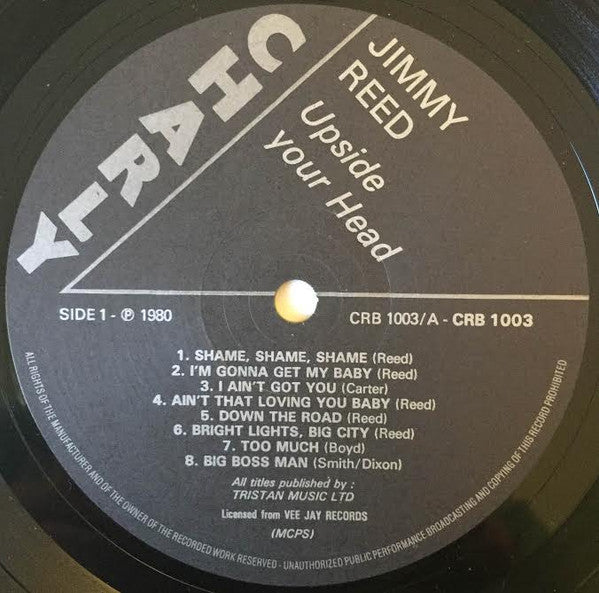 CHARLY
JIMMY
REED
Upside
your Head
SIDE 1 - ℗ 1980
CRB 1003/A - CRB 1003
1. SHAME, SHAME, SHAME (Reed)
2. I'M GONNA GET MY BABY (Reed)
3. I AIN'T GOT YOU (Carter)
4. AIN'T THAT LOVING YOU BABY (Reed)
5. DOWN THE ROAD (Reed)
6. BRIGHT LIGHTS, BIG CITY (Reed)
7. TOO MUCH (Boyd)
8. BIG BOSS MAN (Smith/Dixon)
All titles published by :
TRISTAN MUSIC LTD
Licensed from VEE JAY RECORDS
(MCPS)
ALL RIGHTS OF THE MANUFACTURER AND OF THE OWNER OF THE RECORDED WORK RESERVED - UNAUTHORIZED PUBLIC PERFORMANCE BROADCASTING AND COPYING OF THIS RECORD PROHIBITED